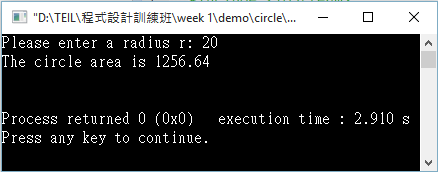 "D:\TEIL\程式設計訓練班\week 1\demo\circle\...
Please enter a radius r: 20
The circle area is 1256.64
Process returned 0 (0x0)   execution time : 2.910 s
Press any key to continue.